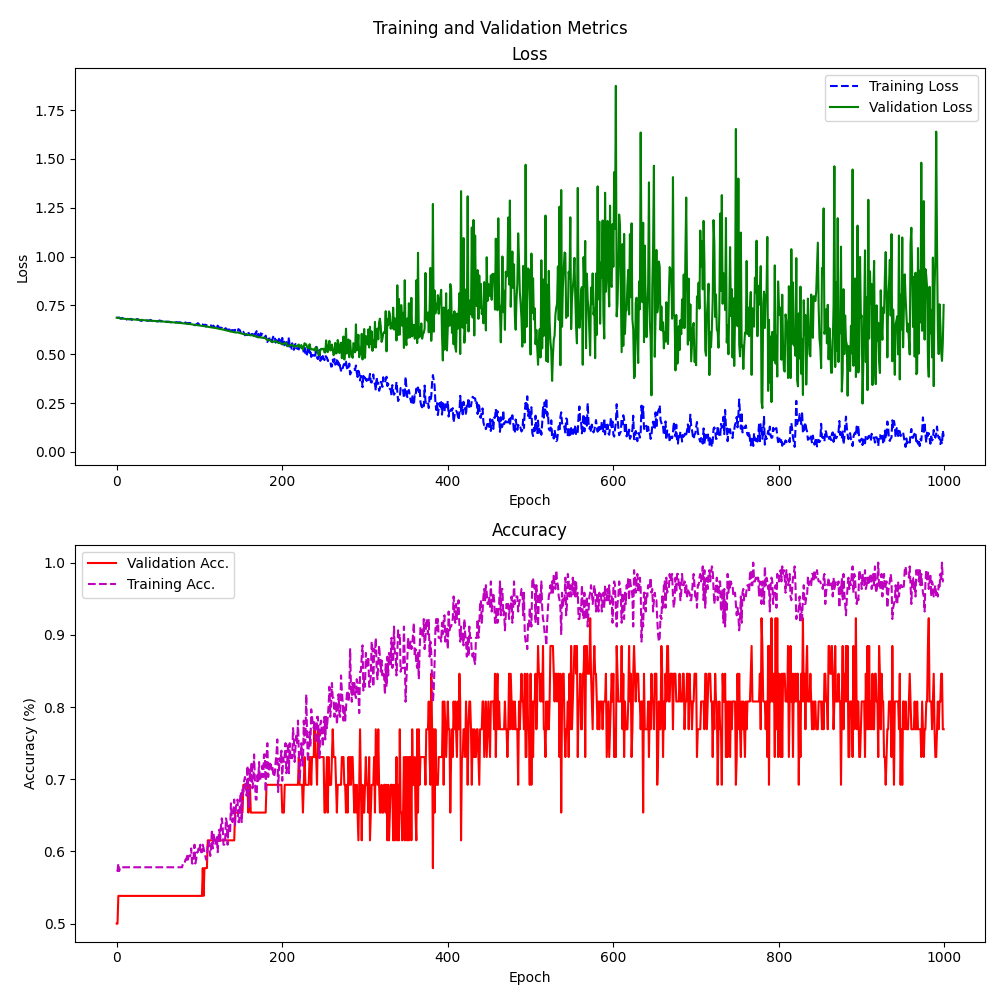 Training and Validation Metrics
Loss
1.75
1.50
1.25
1.00
0.75
0.50
0.25
0.00
Loss
Training Loss
Validation Loss
0
200
400
600
800
1000
Epoch
Accuracy
1.0
0.9
0.8
0.7
0.6
0.5
Accuracy (%)
Validation Acc.
Training Acc.
0
200
400
600
800
1000
Epoch